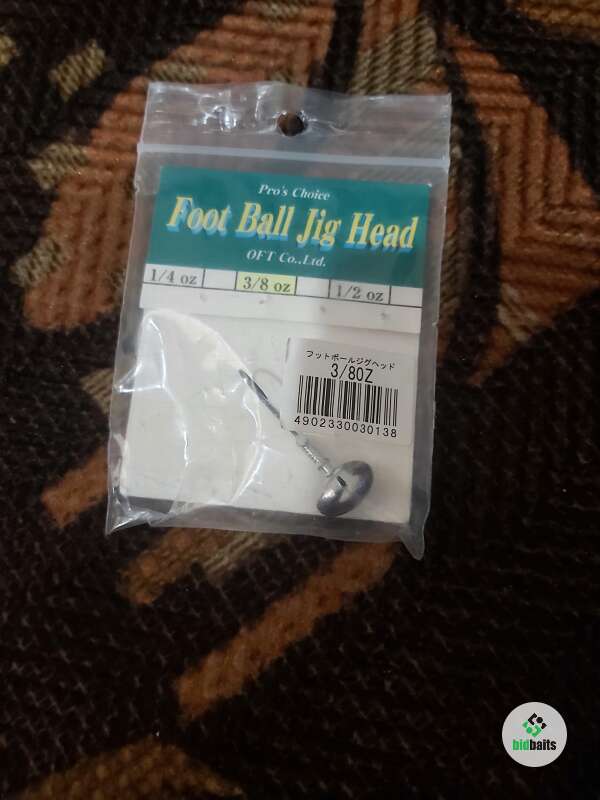 Pro's Choice
Foot Ball Jig Head
OFT Co.,Ltd.
1/4 oz 3/8 oz 1/2 oz
フットボールジグヘッド
3/80Z
4902330030138
bidbaits